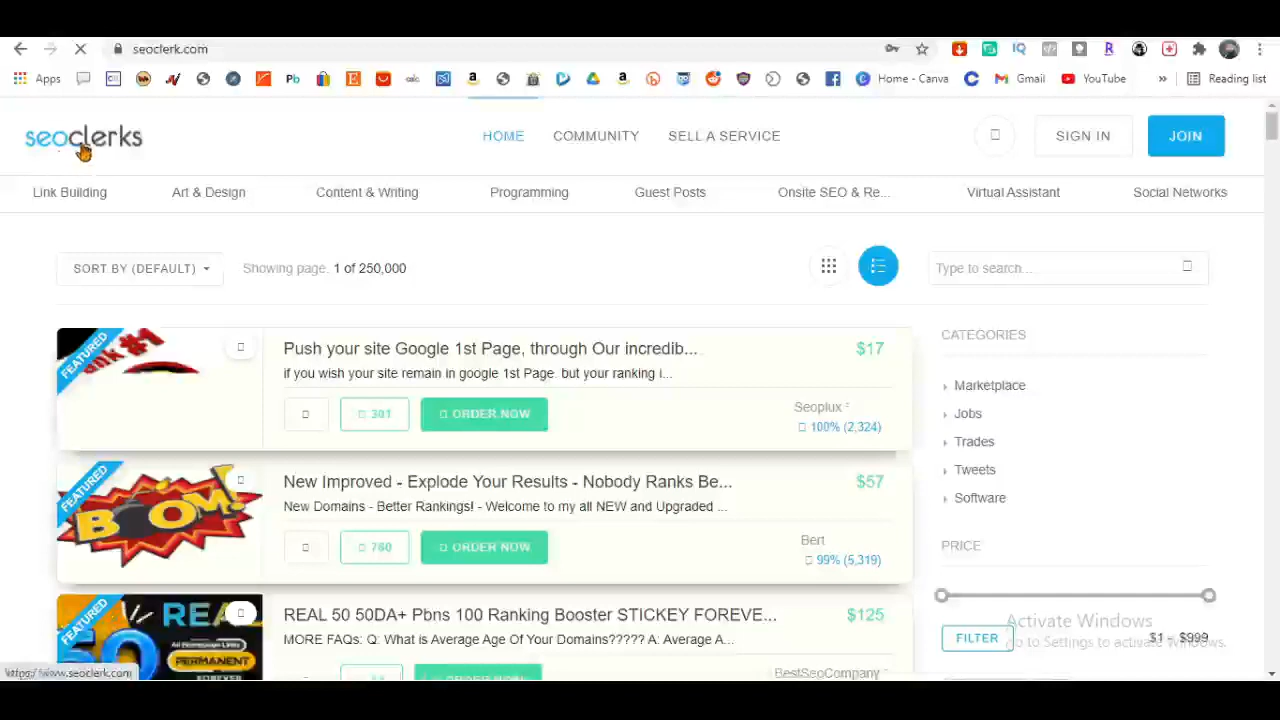 seoclerk.com
Apps
Home - Canva
Gmail
YouTube
»
Reading list
seoclerks
HOME
COMMUNITY
SELL A SERVICE
SIGN IN
JOIN
Link Building
Art & Design
Content & Writing
Programming
Guest Posts
Onsite SEO & Re...
Virtual Assistant
Social Networks
SORT BY (DEFAULT)
Showing page. 1 of 250,000
Type to search...
CATEGORIES
Marketplace
Jobs
Trades
Tweets
Software
PRICE
FILTER
$1 - $999
Activate Windows
Go to Settings to activate Windows.
FEATURED
Push your site Google 1st Page, through Our incredib...
$17
if you wish your site remain in google 1st Page. but your ranking i...
301
ORDER NOW
Seoplux
100% (2,324)
FEATURED
BOOM!
New Improved - Explode Your Results - Nobody Ranks Be...
$57
New Domains - Better Rankings! - Welcome to my all NEW and Upgraded ...
760
ORDER NOW
Bert
99% (5,319)
FEATURED
REAL
50
PERMANENT
FOREVER
REAL 50 50DA+ Pbns 100 Ranking Booster STICKEY FOREVE...
$125
MORE FAQs: Q: What is Average Age Of Your Domains????? A: Average A...
ORDER NOW
BestSeoCompany
https://www.seoclerk.com